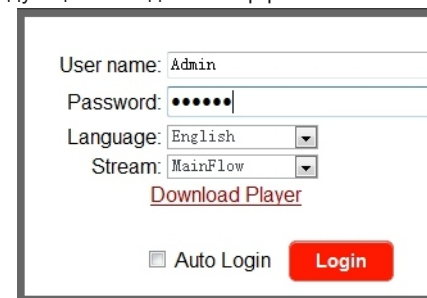 User name: Admin
Password: ••••••
Language: English
Stream: MainFlow
Download Player
Auto Login Login